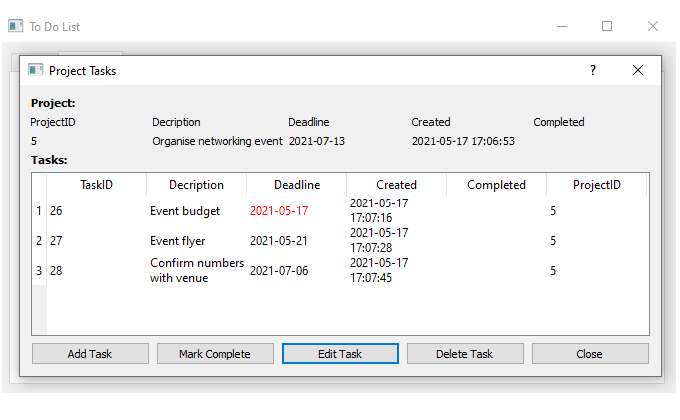 To Do List
Project Tasks
?
Project:
ProjectID Decription Deadline Created Completed
5 Organise networking event 2021-07-13 2021-05-17 17:06:53
Tasks:
TaskID Decription Deadline Created Completed ProjectID
1 26 Event budget 2021-05-17 2021-05-17 5
17:07:16
2 27 Event flyer 2021-05-21 2021-05-17 5
17:07:28
3 28 Confirm numbers 2021-07-06 2021-05-17 5
with venue 17:07:45
Add Task Mark Complete Edit Task Delete Task Close